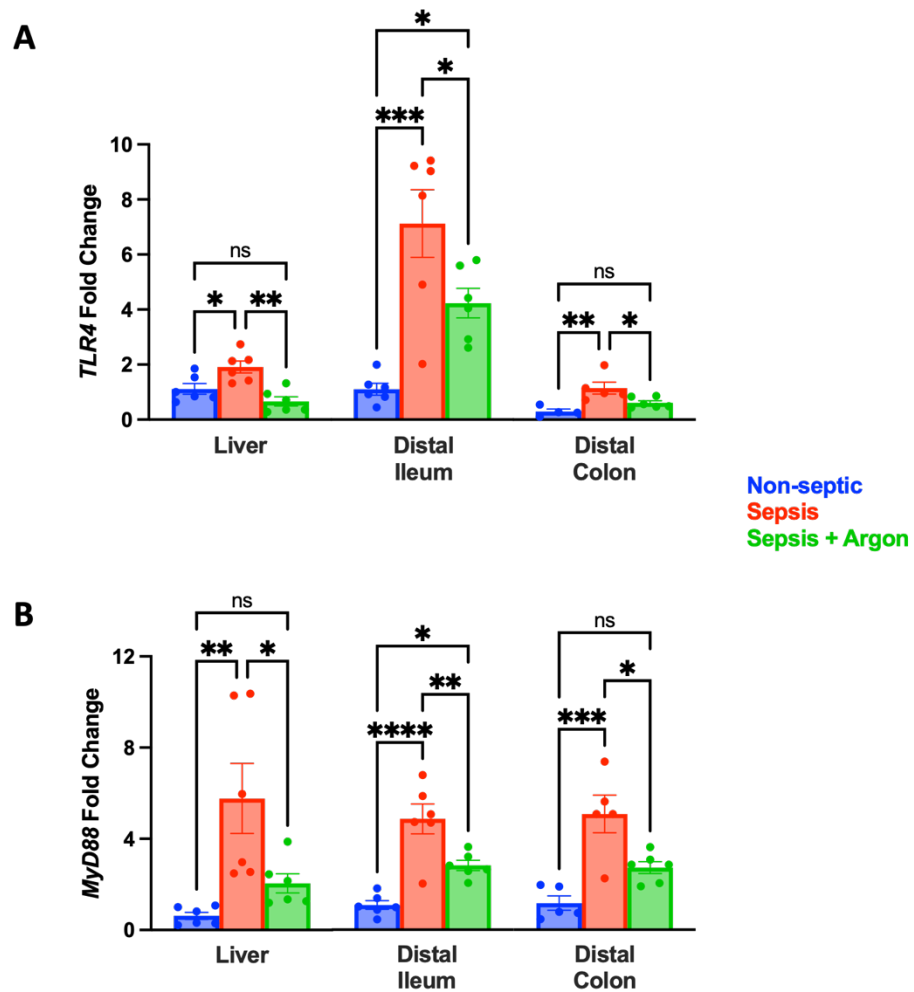 A
*
*
***
10
8
6
4
2
0
TLR4 Fold Change
ns
*
**
ns
**
*
Liver
Distal
Ileum
Distal
Colon
Non-septic
Sepsis
Sepsis + Argon
B
ns
**
*
*
**
****
ns
*
***
12
8
4
0
MyD88 Fold Change
Liver
Distal
Ileum
Distal
Colon